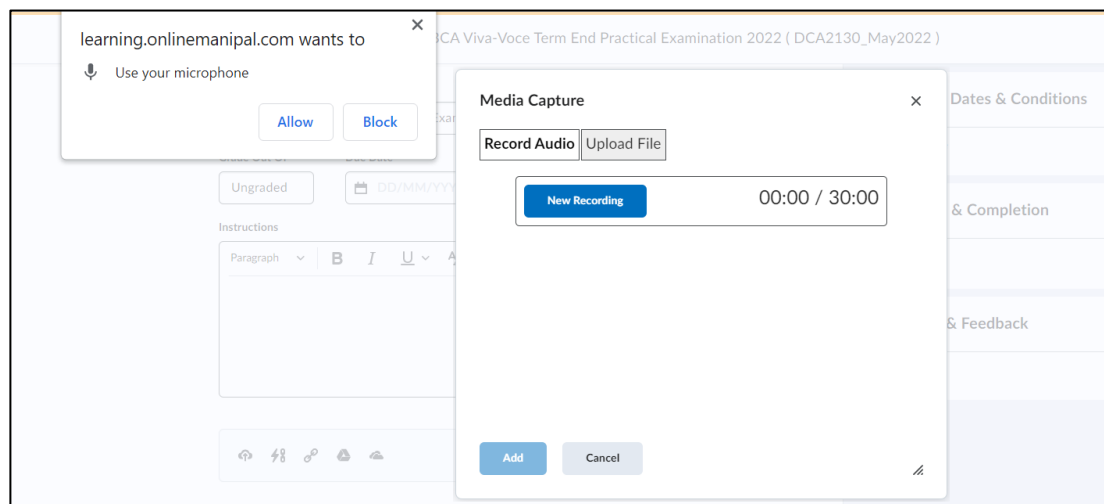 learning.onlinemanipal.com wants to
Use your microphone
Allow
Block
BCA Viva-Voce Term End Practical Examination 2022 ( DCA2130_May2022 )
Media Capture
Record Audio
Upload File
New Recording
00:00 / 30:00
Add
Cancel
Ungraded
DD/MM/YYY
Instructions
Paragraph
B I U
Dates & Conditions
& Completion
& Feedback